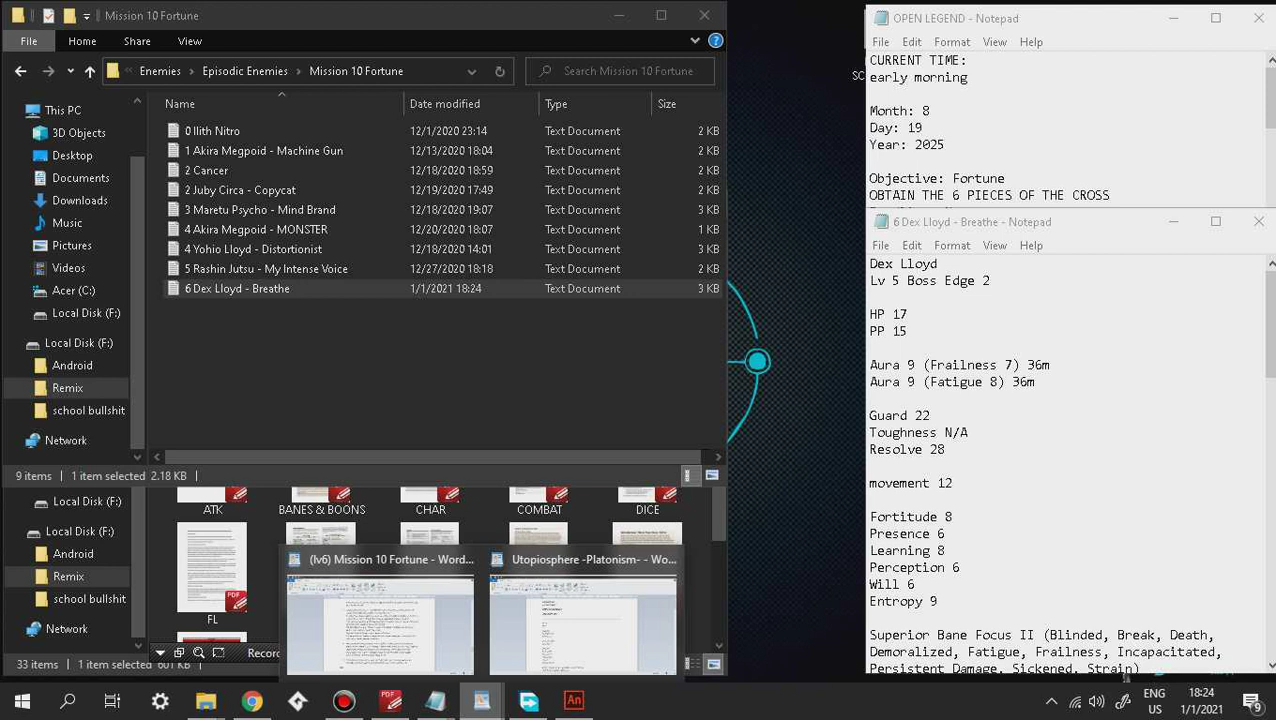 Mission 10 Fortune
File Home Share View
Enemies Episodic Enemies Mission 10 Fortune
Search Mission 10 Fortune
This PC
3D Objects
Desktop
Documents
Downloads
Music
Pictures
Videos
Acer (C:)
Local Disk (F:)
Local Disk (F:)
Android
Remix
school bullshit
Network
Name Date modified Type Size
0 Ilith Nitro 12/1/2020 23:14 Text Document 2 KB
1 Akira Megpoid - Machine Gun 12/13/2020 18:04 Text Document 2 KB
2 Cancer 12/18/2020 18:59 Text Document 2 KB
2 Juby Circa - Copycat 12/15/2020 17:49 Text Document 2 KB
3 Maretu Psycho - Mind Brand 12/18/2020 19:07 Text Document 3 KB
Megpoid - MONSTER 12/20/2020 Text Document 1 KB
4 Yohio Lloyd - Distortionist 12/18/2020 14:01 Text Document 3 KB
5 Rashin Jutsu - My Intense Voice 12/27/2020 18:18 Text Document 3 KB
6 Dex Lloyd - Breathe 1/1/2021 18:24 Text Document 3 KB
9 items 1 item selected 2.18 KB
Local Disk (F:)
Local Disk (F:)
Android
Remix
school bullshit
ATK BANES & BOONS CHAR COMBAT DICE
FL
(lv6) Mission 10 Fortune - Wo...
Utopiosphere -Platonism- - Wo...
33 items 1 item selected
OPEN LEGEND - Notepad
File Edit Format View Help
CURRENT TIME:
early morning
Month: 8
Day: 19
Year: 2025
Objective: Fortune
OBTAIN THE 6 PIECES OF THE CROSS
6 Dex Lloyd - Breathe - Notepad
File Edit Format View Help
Dex Lloyd
Lv 5 Boss Edge 2
HP 17
PP 15
Aura 9 (Frailness 7) 36m
Aura 9 (Fatigue 8) 36m
Guard 22
Toughness N/A
Resolve 28
movement 12
Fortitude 8
Presence 6
Learning 8
Perception 6
Will 6
Entropy 9
Superior Bane Focus II (Blinded, Break, Death,
Demoralized, Fatigue, Frailness, Incapacitated,
Persistent Damage, Sickened, Strain)
ENG
US
18:24
1/1/2021
9